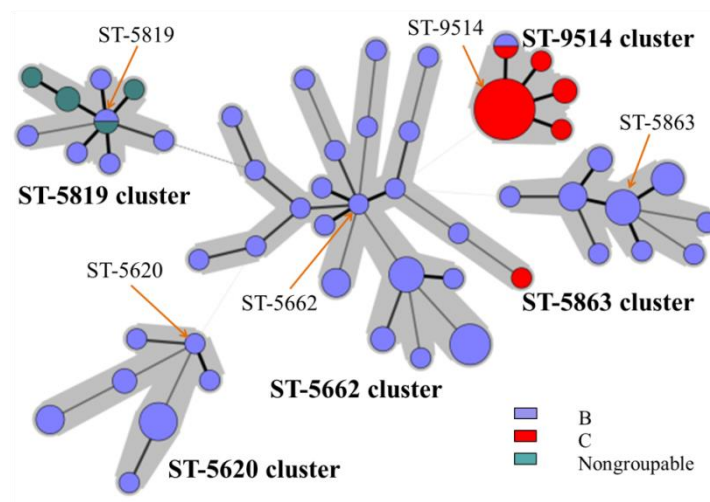 ST-9514
ST-9514 cluster
ST-5819
ST-5863
ST-5819 cluster
ST-5620
ST-5662
ST-5863 cluster
ST-5662 cluster
ST-5620 cluster
B
C
Nongroupable